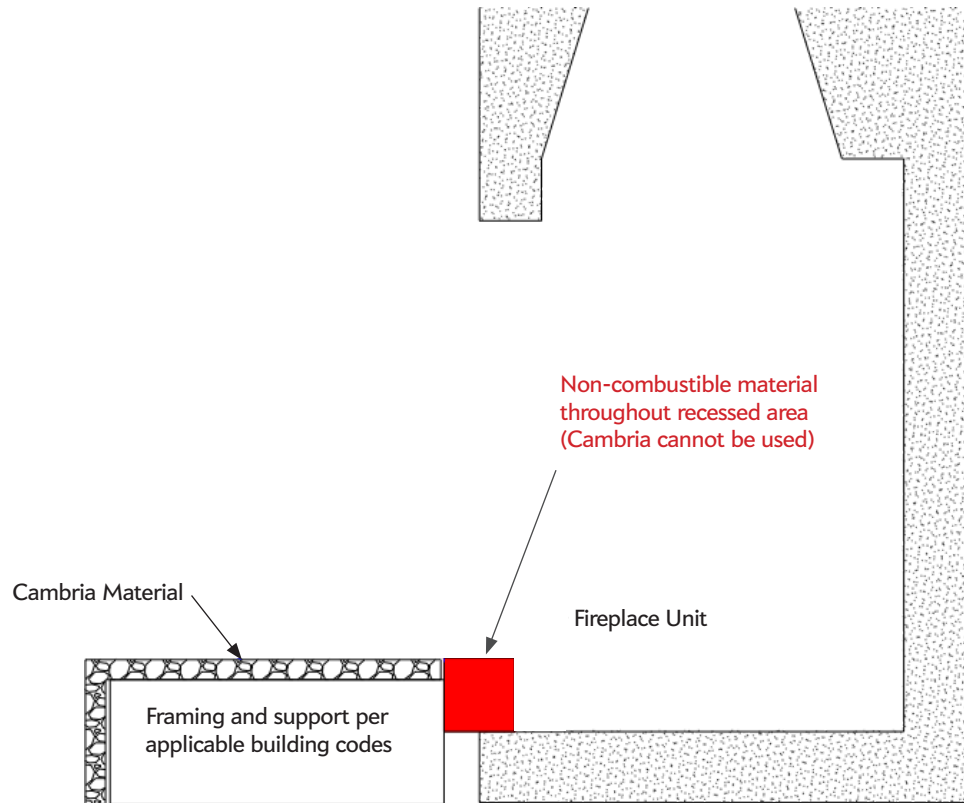 Non-combustible material
throughout recessed area
(Cambria cannot be used)
Cambria Material
Fireplace Unit
Framing and support per
applicable building codes